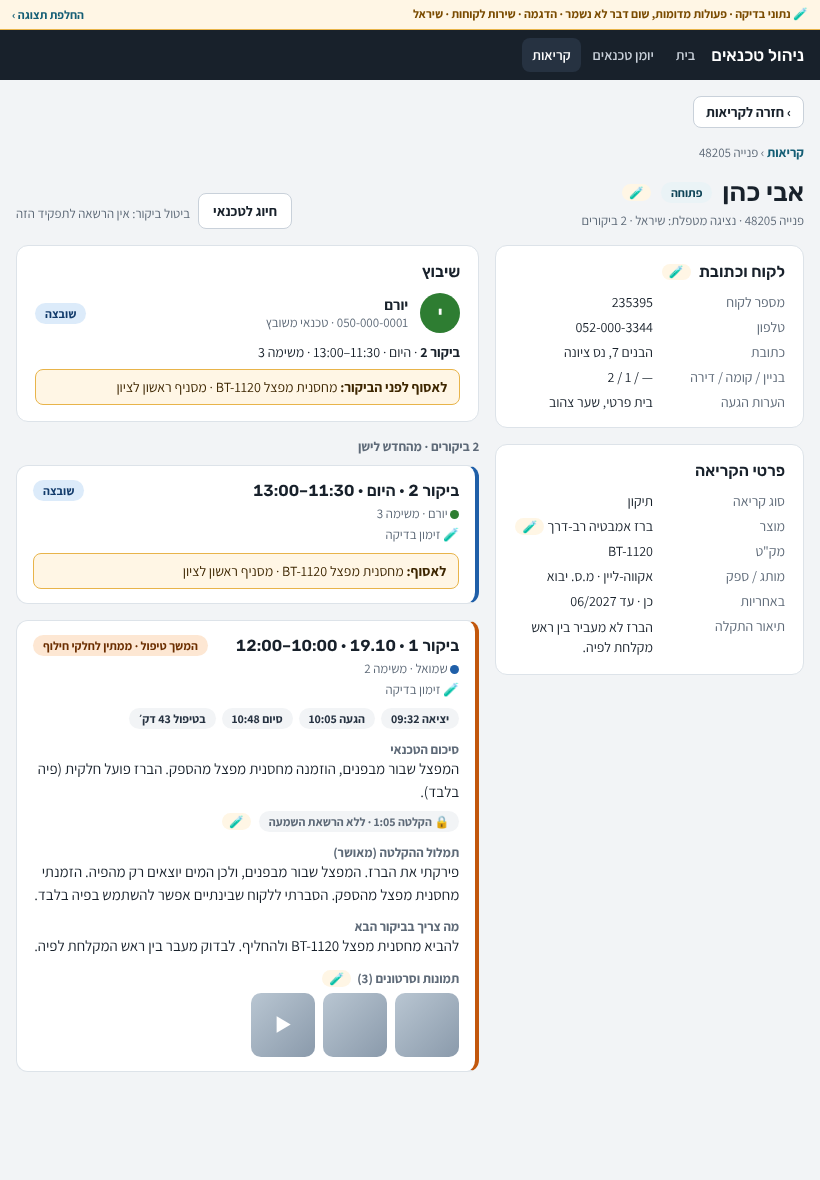 🧪 נתוני בדיקה · פעולות מדומות, שום דבר לא נשמר · הדגמה · שירות לקוחות · שיראל
החלפת תצוגה ›
ניהול טכנאים
בית
יומן טכנאים
קריאות
› חזרה לקריאות
קריאות › פנייה 48205
אבי כהן פתוחה 🧪
פנייה 48205 · נציגה מטפלת: שיראל · 2 ביקורים
חיוג לטכנאי
ביטול ביקור: אין הרשאה לתפקיד הזה
לקוח וכתובת 🧪
מספר לקוח 235395
טלפון 052-000-3344
כתובת הבנים 7, נס ציונה
בניין / קומה / דירה — / 1 / 2
הערות הגעה בית פרטי, שער צהוב
פרטי הקריאה
סוג קריאה תיקון
מוצר ברז אמבטיה רב-דרך 🧪
מק"ט BT-1120
מותג / ספק אקווה-ליין · מ.ס. יבוא
באחריות כן · עד 06/2027
תיאור התקלה הברז לא מעביר בין ראש
מקלחת לפיה.
שיבוץ
י
יורם
שובצה
050-000-0001 · טכנאי משובץ
ביקור 2 · היום · 11:30–13:00 · משימה 3
לאסוף לפני הביקור: מחסנית מפצל BT-1120 · מסניף ראשון לציון
2 ביקורים · מהחדש לישן
ביקור 2 • היום • 11:30–13:00
שובצה
יורם · משימה 3
🧪 זימון בדיקה
לאסוף: מחסנית מפצל BT-1120 · מסניף ראשון לציון
ביקור 1 • 19.10 • 10:00–12:00
המשך טיפול · ממתין לחלקי חילוף
שמואל · משימה 2
🧪 זימון בדיקה
יציאה 09:32
הגעה 10:05
סיום 10:48
בטיפול 43 דק׳
סיכום הטכנאי
המפצל שבור מבפנים, הוזמנה מחסנית מפצל מהספק. הברז פועל חלקית (פיה
בלבד).
🔒 הקלטה 1:05 · ללא הרשאת השמעה 🧪
תמלול ההקלטה (מאושר)
פירקתי את הברז. המפצל שבור מבפנים, ולכן המים יוצאים רק מהפיה. הזמנתי
מחסנית מפצל מהספק. הסברתי ללקוח שבינתיים אפשר להשתמש בפיה בלבד.
מה צריך בביקור הבא
להביא מחסנית מפצל BT-1120 ולהחליף. לבדוק מעבר בין ראש המקלחת לפיה.
תמונות וסרטונים (3) 🧪